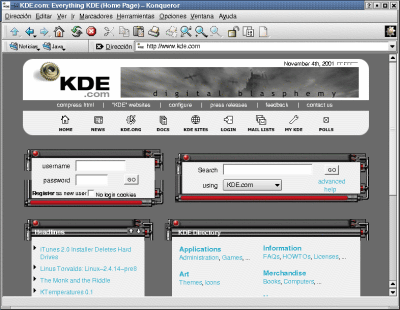 KDE.com: Everything KDE (Home Page) – Konqueror
Dirección Editar Ver Ir Marcadores Herramientas Opciones Ventana Ayuda
Noticias Java Dirección http://www.kde.com
November 4th, 2001
KDE
.com
digital blasphemy
compress html | "KDE" websites | configure | press releases | feedback | contact us
HOME NEWS KDE.ORG DOCS KDE SITES LOGIN MAIL LISTS MY KDE POLLS
username
password GO
Register as new user No login cookies
Search GO
using KDE.com advanced
help
Headlines
iTunes 2.0 Installer Deletes Hard
Drives
Linus Torvalds: Linux-2.4.14-pre8
The Monk and the Riddle
KTemperatures 0.1
KDE Directory
Applications
Administration, Games, ...
Information
FAQs, HOWTOs, Licenses, ...
Art
Themes, Icons
Merchandise
Books, Computers, ...